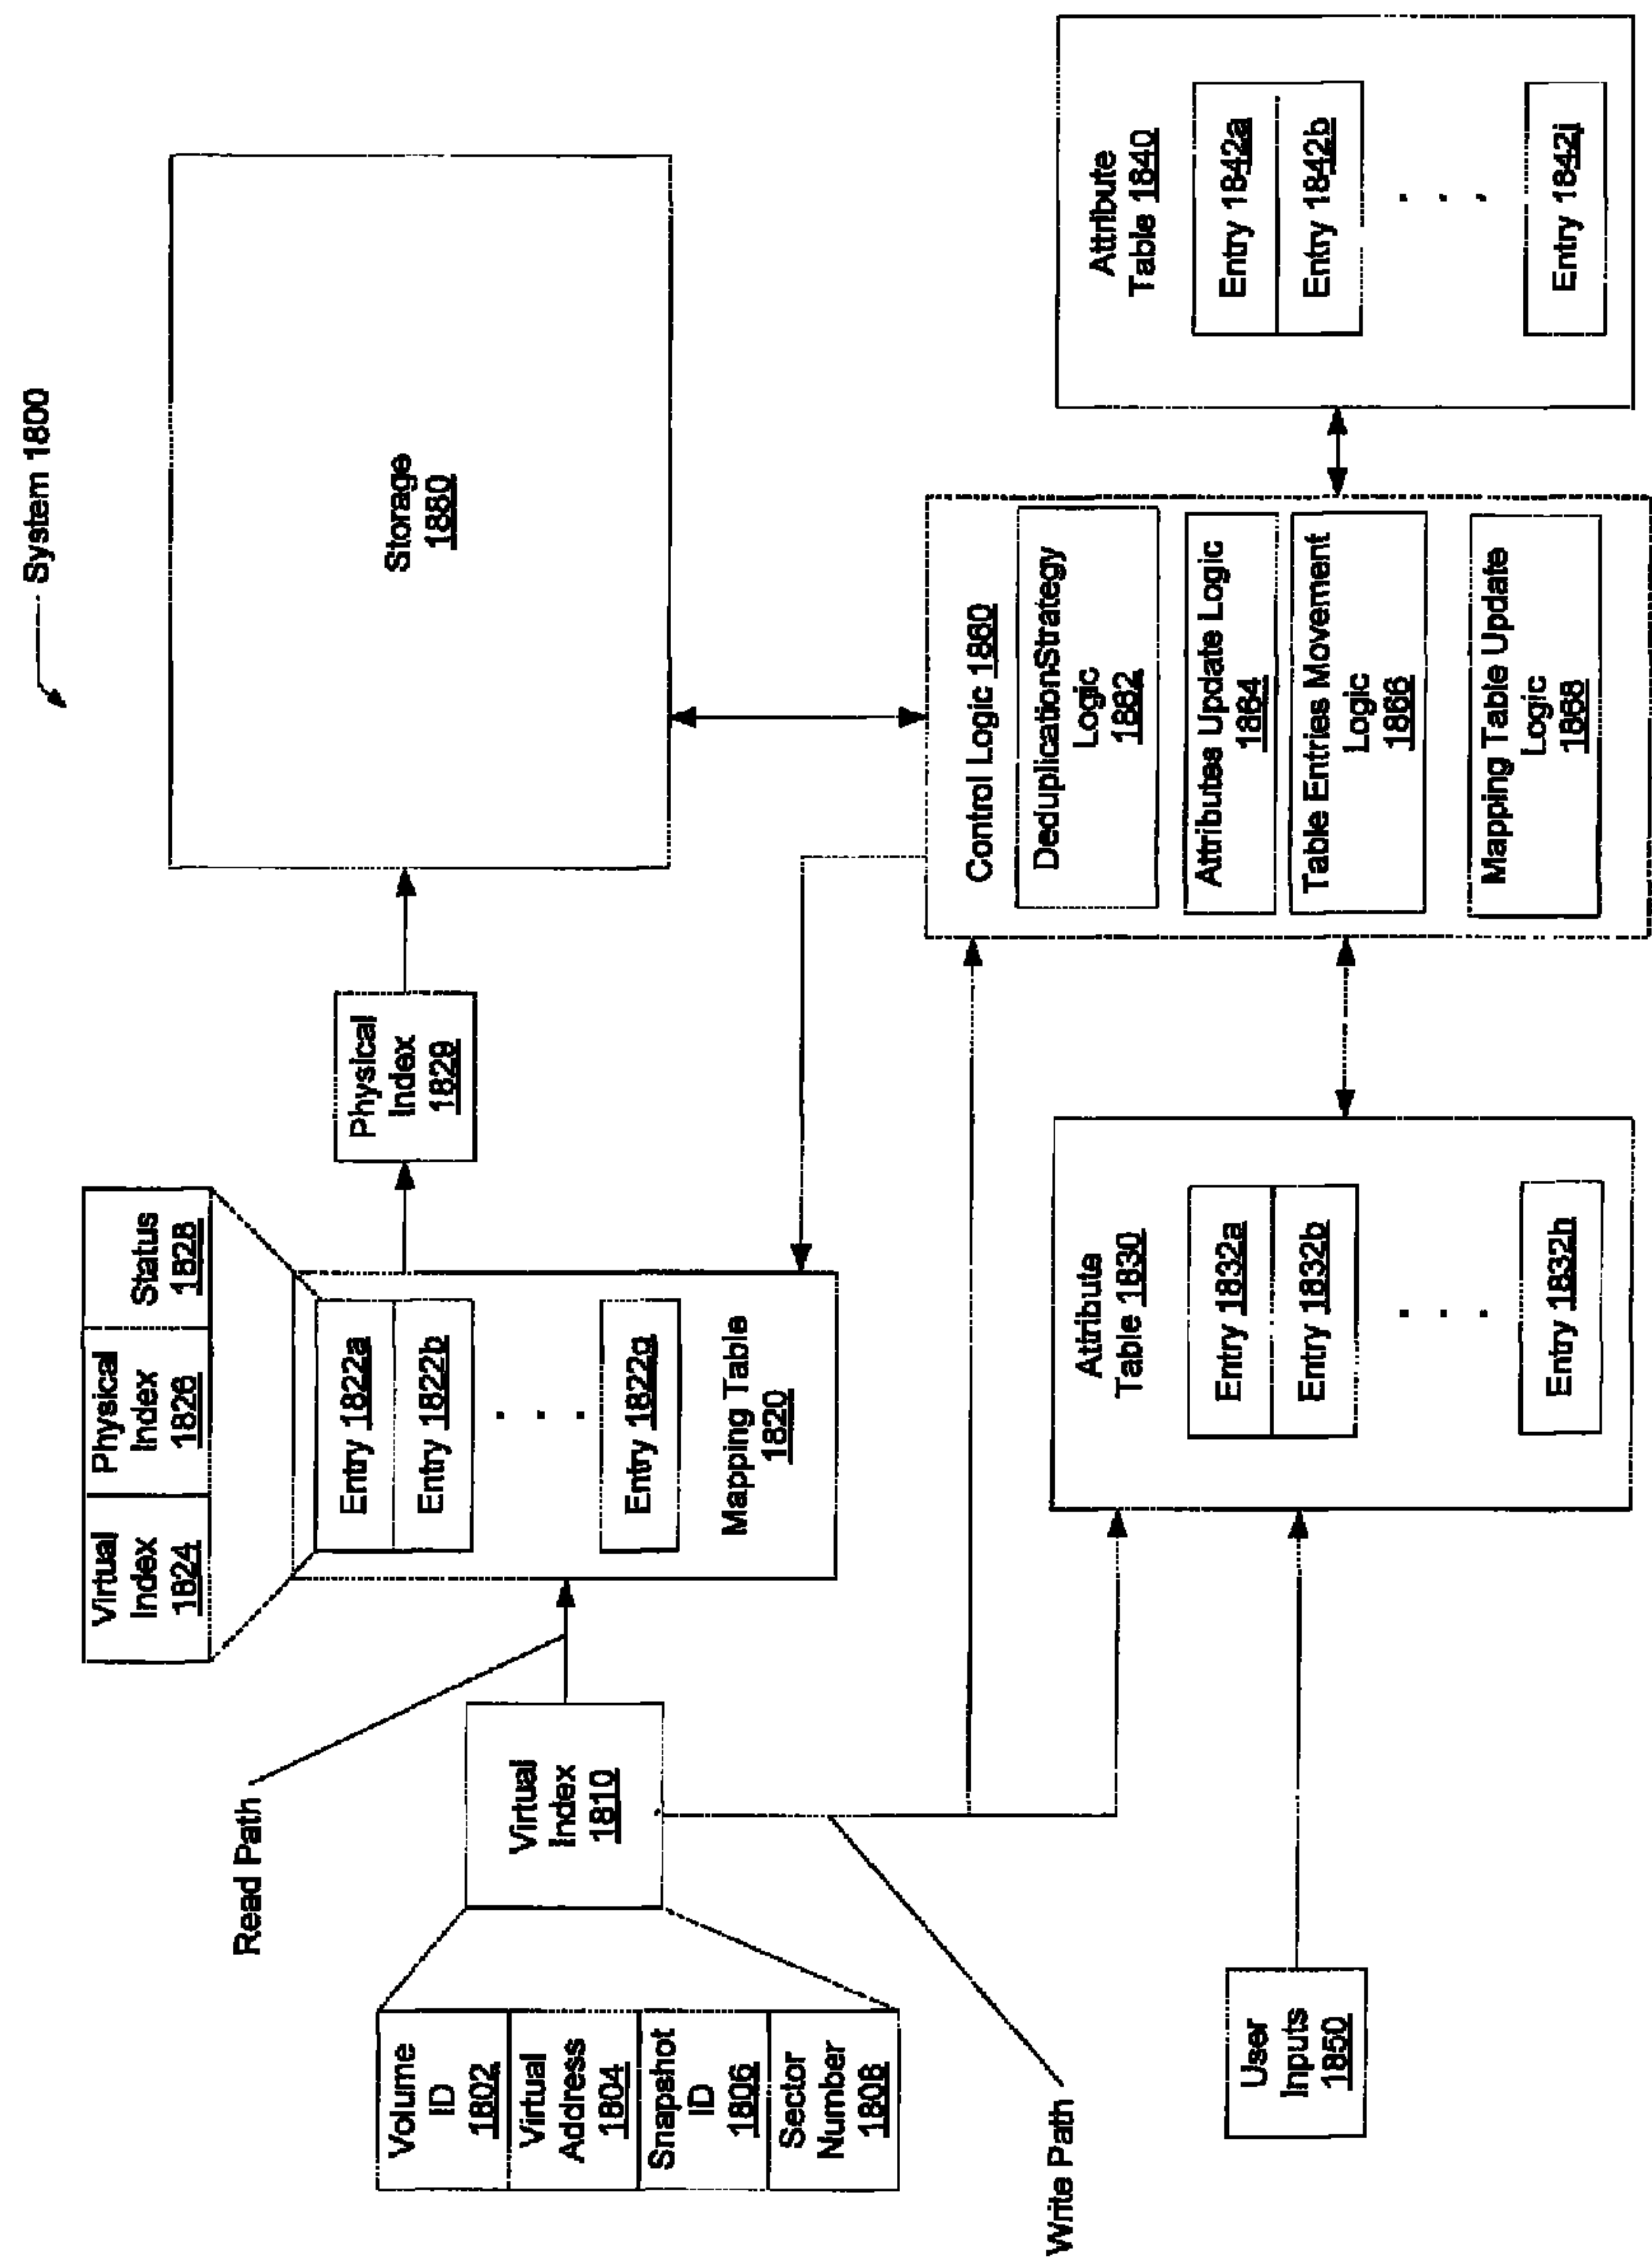 System 1800
Virtual
Index
1824
Physical
Index
1826
Status
1828
Read Path
Volume
ID
1802
Virtual
Address
1804
Snapshot
ID
1806
Sector
Number
1808
Virtual
Index
1810
Entry 1822a
Entry 1822b
. . .
Entry 1822g
Mapping Table
1820
Physical
Index
1829
Storage
1880
Write Path
User
Inputs
1850
Attribute
Table 1830
Entry 1832a
Entry 1832b
. . .
Entry 1832h
Control Logic 1860
DeduplicationStrategy
Logic
1862
Attributes Update Logic
1864
Table Entries Movement
Logic
1866
Mapping Table Update
Logic
1868
Attribute
Table 1840
Entry 1842a
Entry 1842b
. . .
Entry 1842j